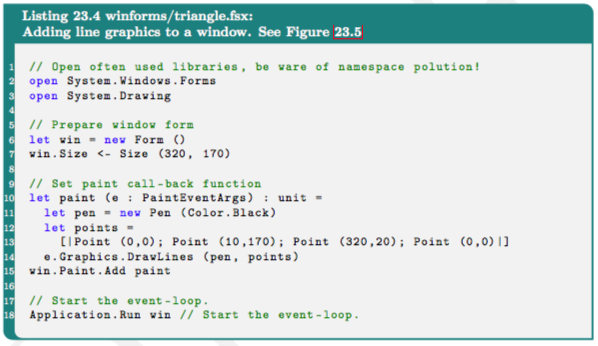 Listing 23.4 winforms/triangle.fsx:
Adding line graphics to a window. See Figure 23.5
1 // Open often used libraries, be ware of namespace polution!
2 open System.Windows.Forms
3 open System.Drawing
4
5 // Prepare window form
6 let win = new Form ()
7 win.Size <- Size (320, 170)
8
9 // Set paint call-back function
10 let paint (e : PaintEventArgs) : unit =
11   let pen = new Pen (Color.Black)
12   let points =
13     [|Point (0,0); Point (10,170); Point (320,20); Point (0,0)|]
14   e.Graphics.DrawLines (pen, points)
15 win.Paint.Add paint
16
17 // Start the event-loop.
18 Application.Run win // Start the event-loop.